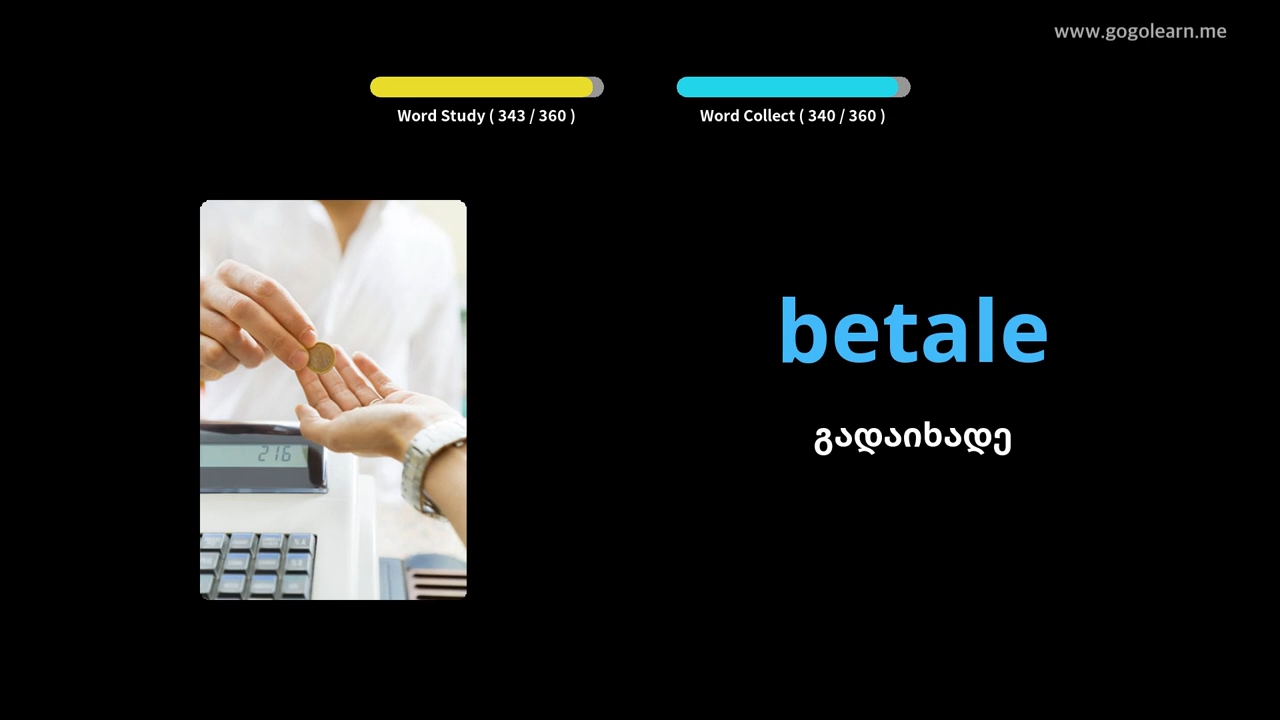 www.gogolearn.me
Word Study ( 343 / 360 )
Word Collect ( 340 / 360 )
betale
გადაიხადე
216